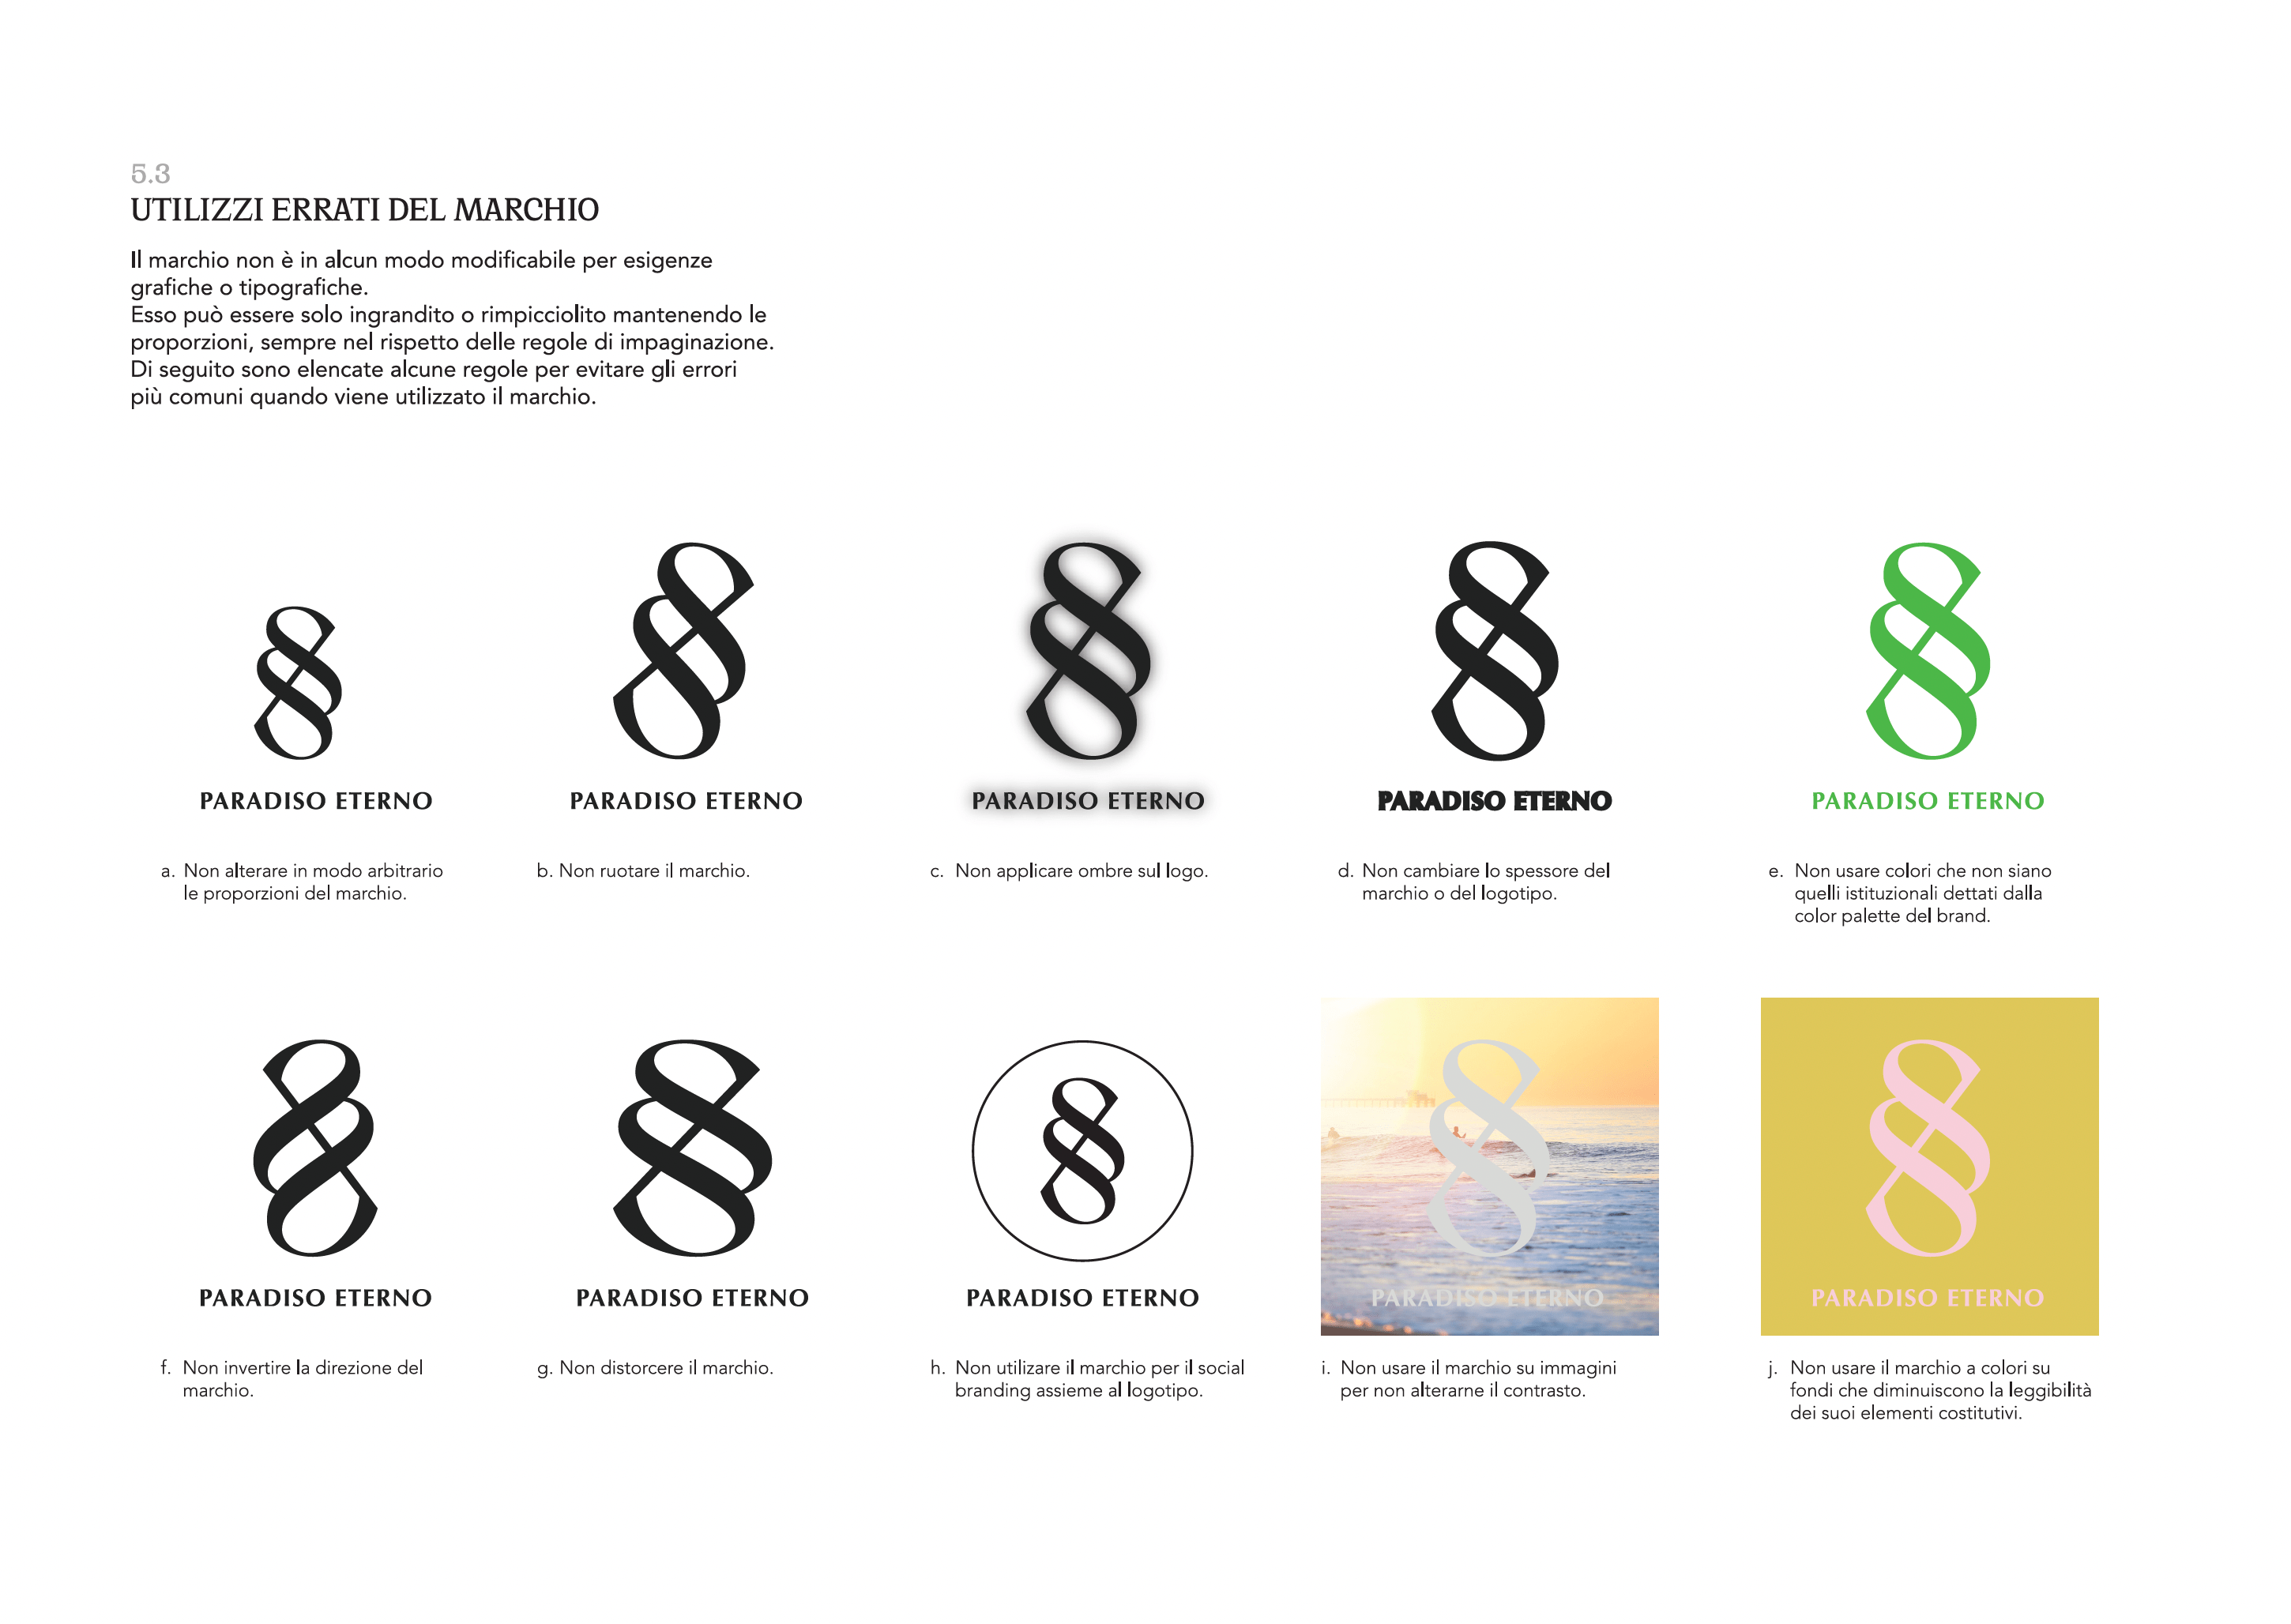 5.3
UTILIZZI ERRATI DEL MARCHIO
Il marchio non è in alcun modo modificabile per esigenze
grafiche o tipografiche.
Esso può essere solo ingrandito o rimpicciolito mantenendo le
proporzioni, sempre nel rispetto delle regole di impaginazione.
Di seguito sono elencate alcune regole per evitare gli errori
più comuni quando viene utilizzato il marchio.
PARADISO ETERNO
a. Non alterare in modo arbitrario
le proporzioni del marchio.
PARADISO ETERNO
b. Non ruotare il marchio.
PARADISO ETERNO
c. Non applicare ombre sul logo.
PARADISO ETERNO
d. Non cambiare lo spessore del
marchio o del logotipo.
PARADISO ETERNO
e. Non usare colori che non siano
quelli istituzionali dettati dalla
color palette del brand.
PARADISO ETERNO
f. Non invertire la direzione del
marchio.
PARADISO ETERNO
g. Non distorcere il marchio.
PARADISO ETERNO
h. Non utilizare il marchio per il social
branding assieme al logotipo.
PARADISO ETERNO
i. Non usare il marchio su immagini
per non alterarne il contrasto.
PARADISO ETERNO
j. Non usare il marchio a colori su
fondi che diminuiscono la leggibilità
dei suoi elementi costitutivi.